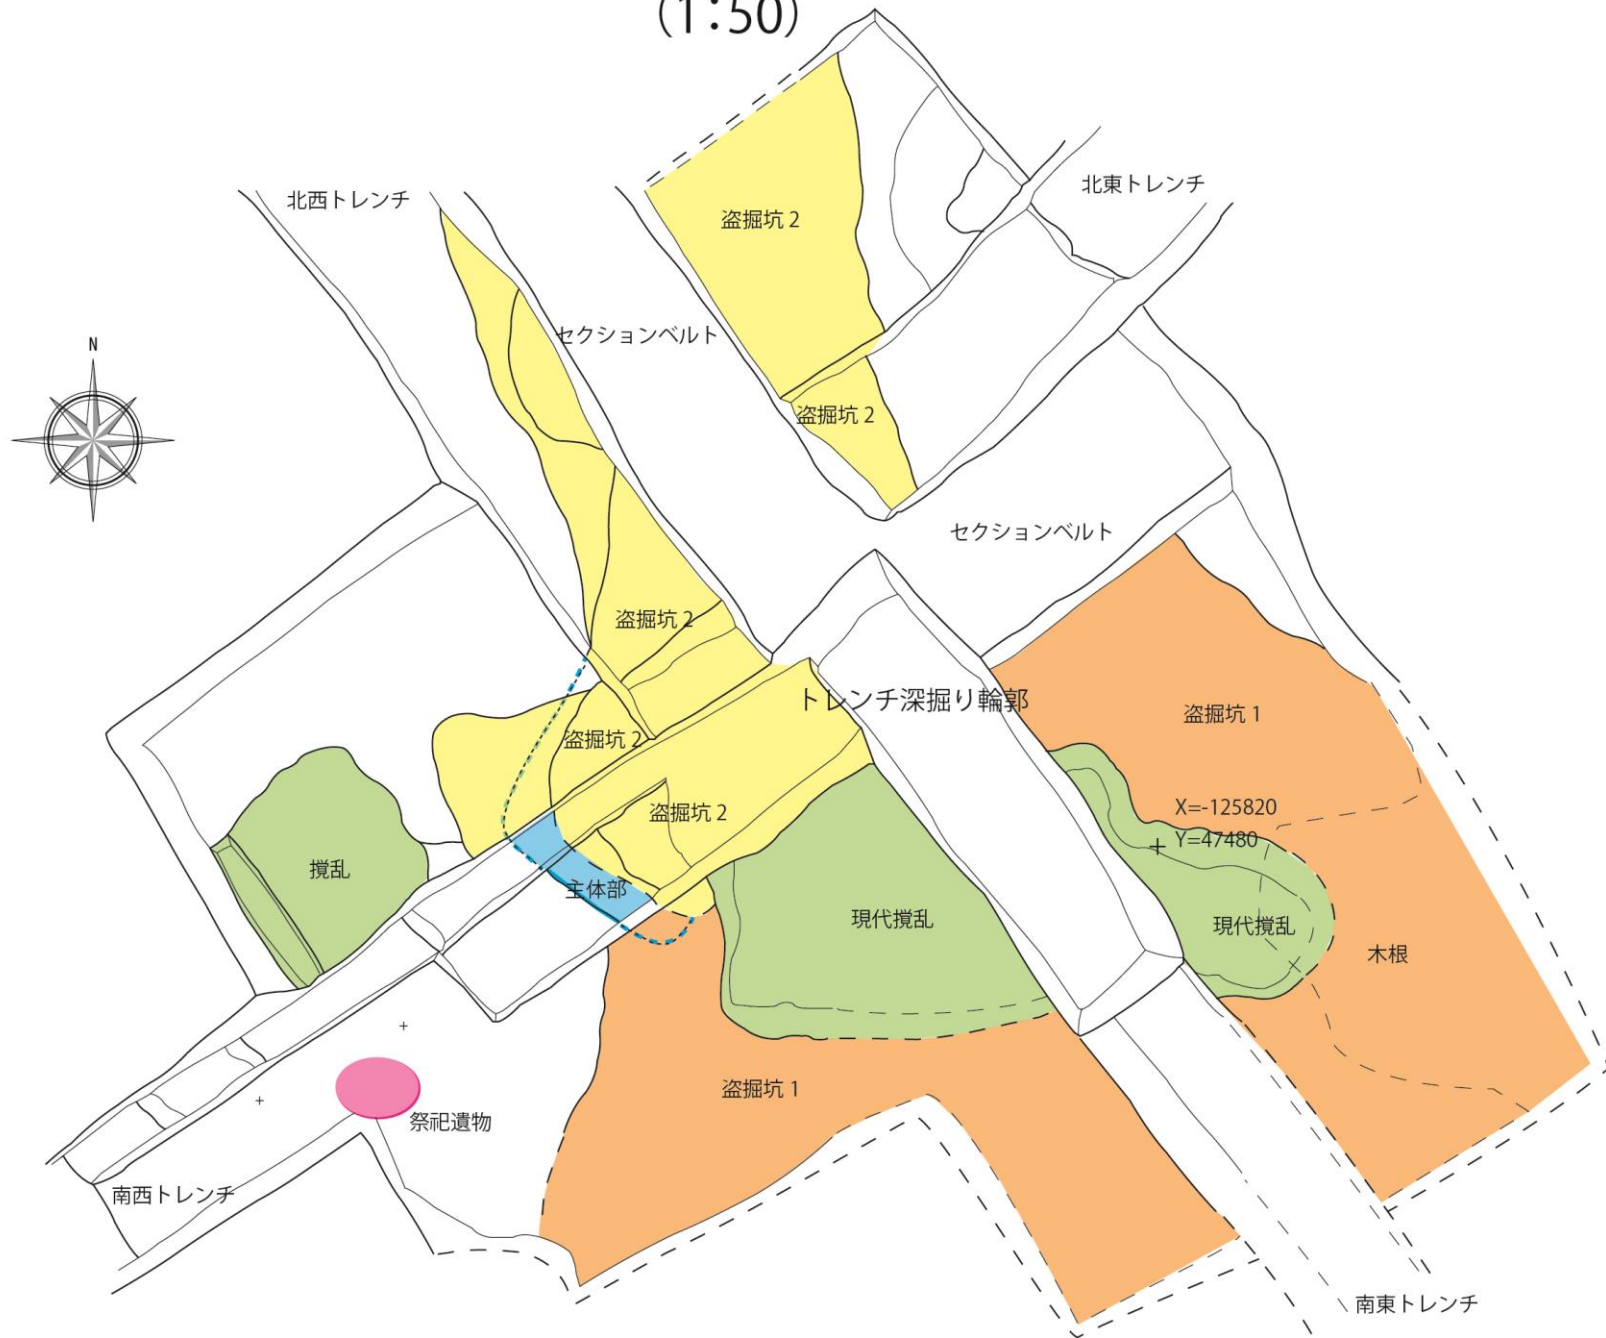 (1:50)
北西トレンチ
北東トレンチ
盗掘坑 2
セクションベルト
N
盗掘坑 2
セクションベルト
盗掘坑 2
トレンチ深掘り輪郭
盗掘坑 1
盗掘坑 2
盗掘坑 2
X=-125820
Y=47480
撹乱
主体部
現代撹乱
現代撹乱
木根
盗掘坑 1
祭祀遺物
南西トレンチ
南東トレンチ